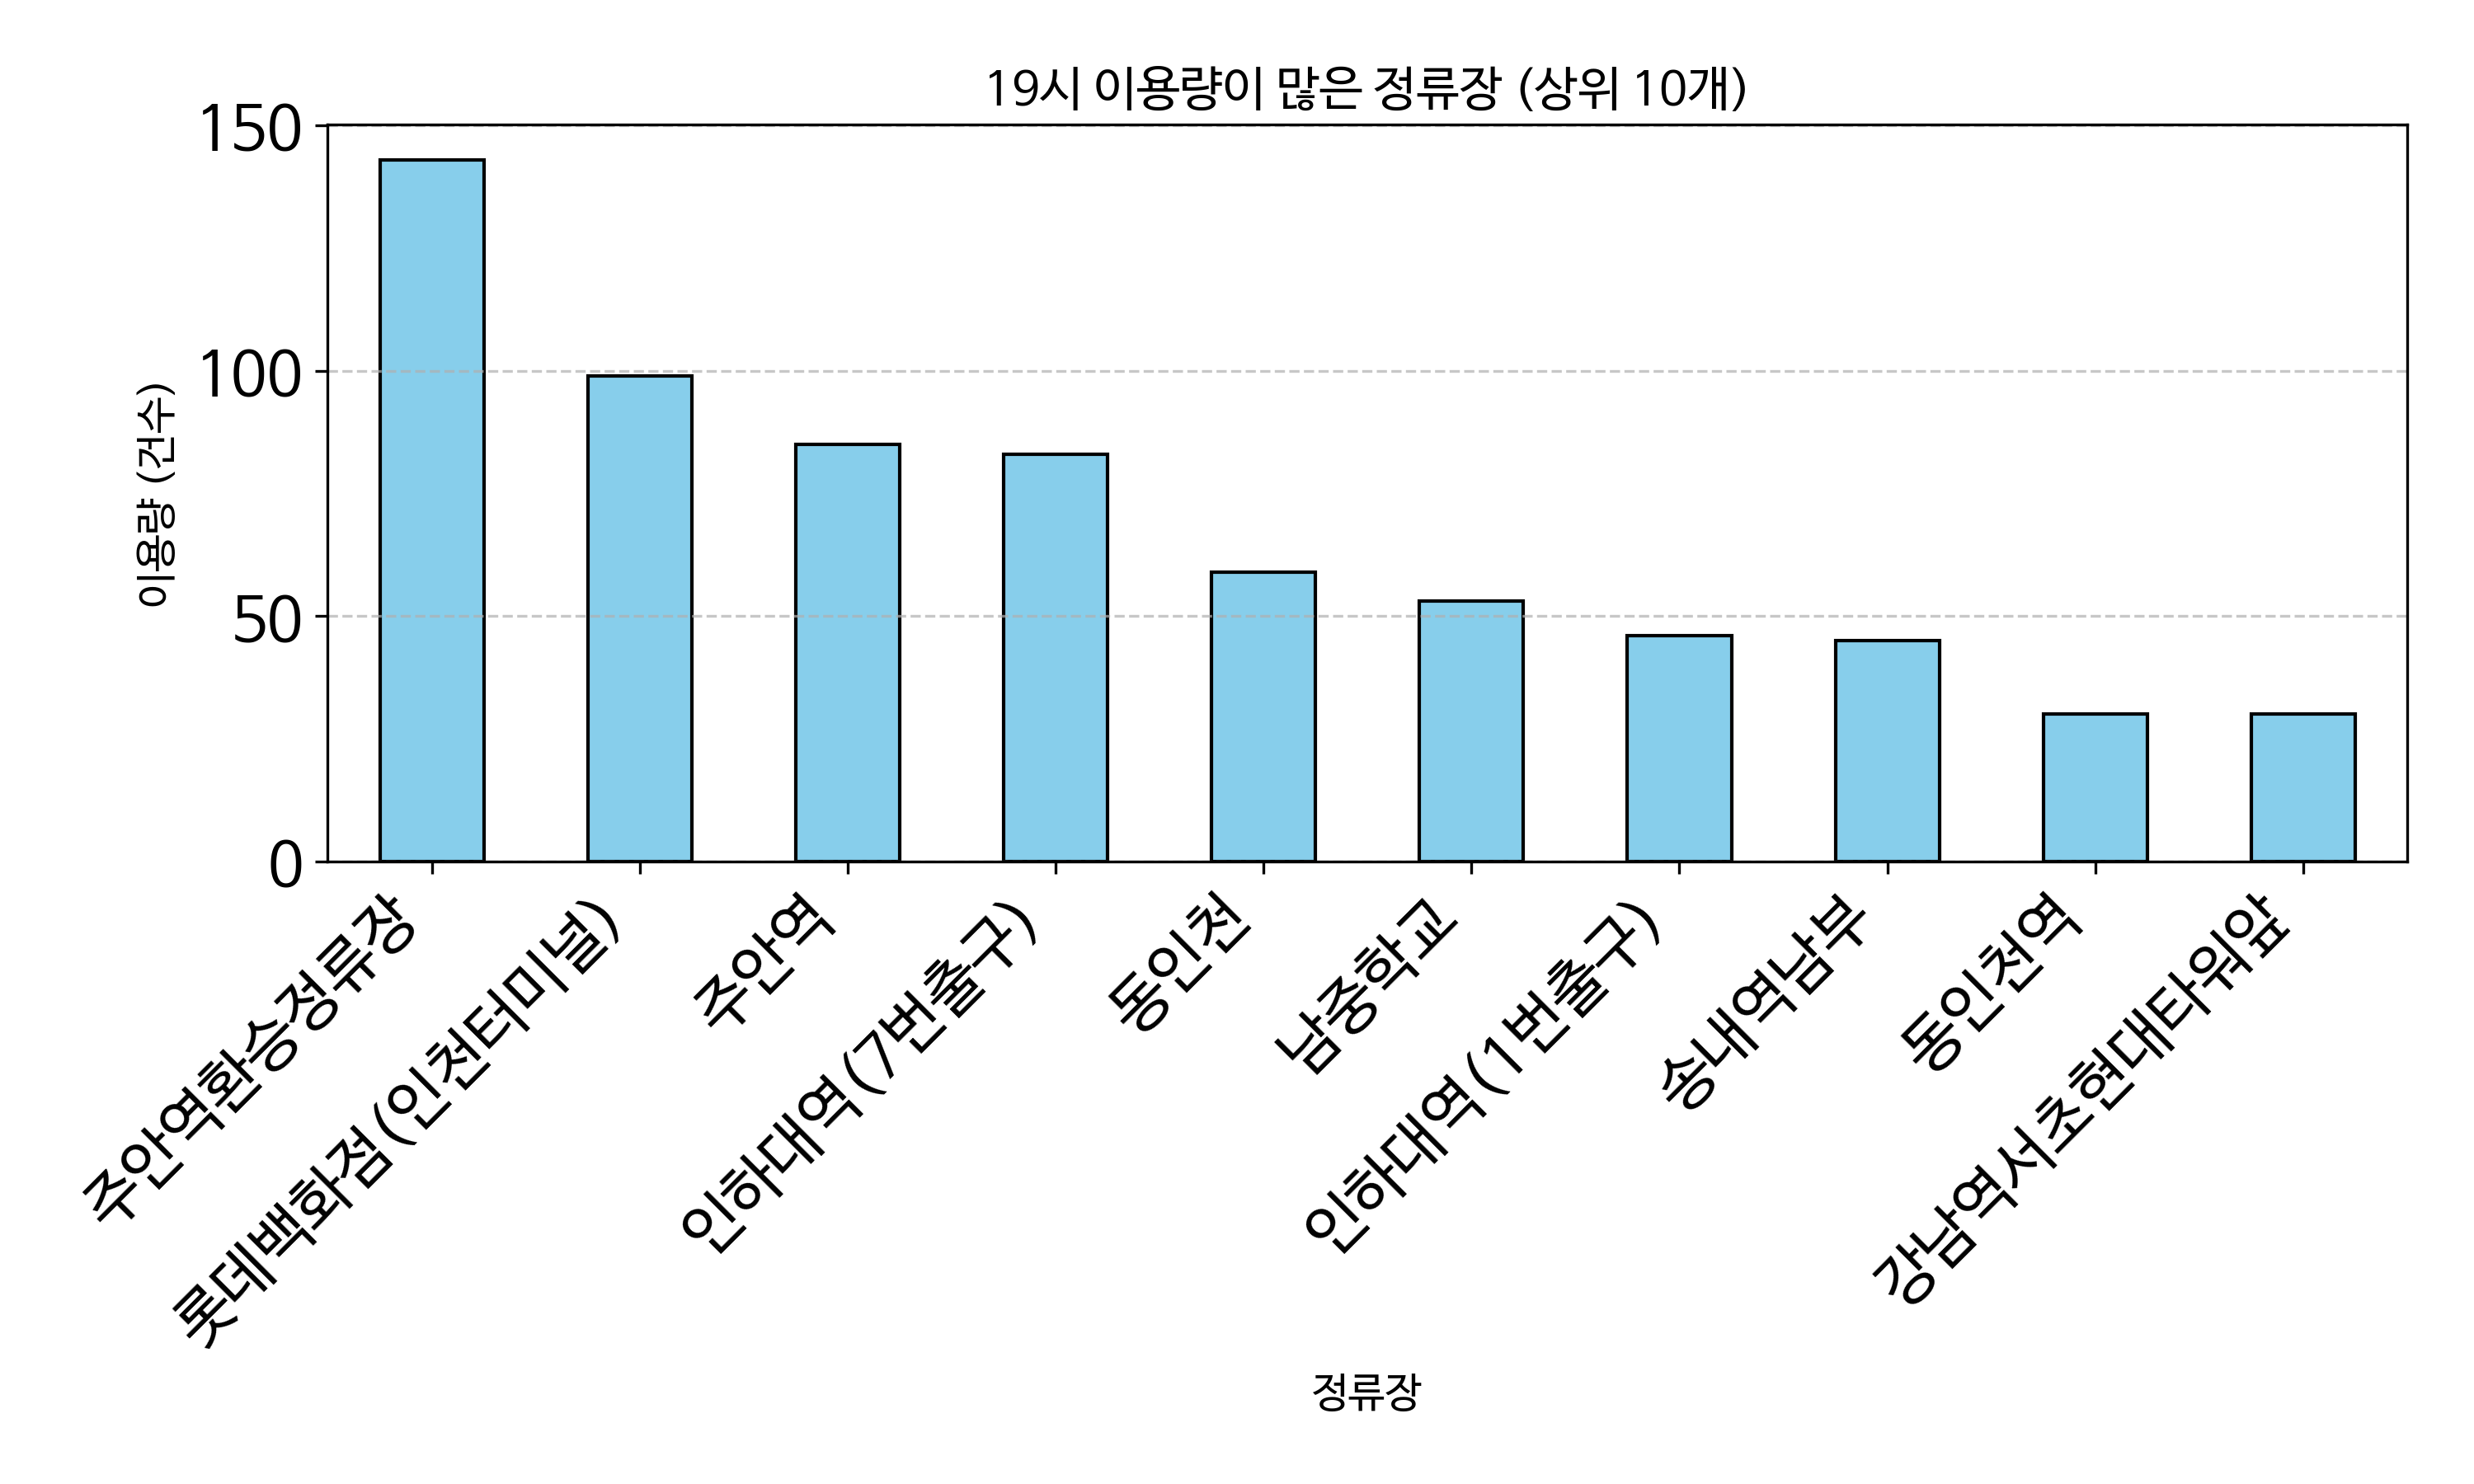 19시 이용량이 많은 정류장 (상위 10개)
이용량 (건수)
150
100
50
0
주안역환승정류장
롯데백화점(인천터미널)
주안역
인하대역(7번출구)
동인천
남중학교
인하대역(1번출구)
송내역남부
동인천역
강남역서초현대타워앞
정류장